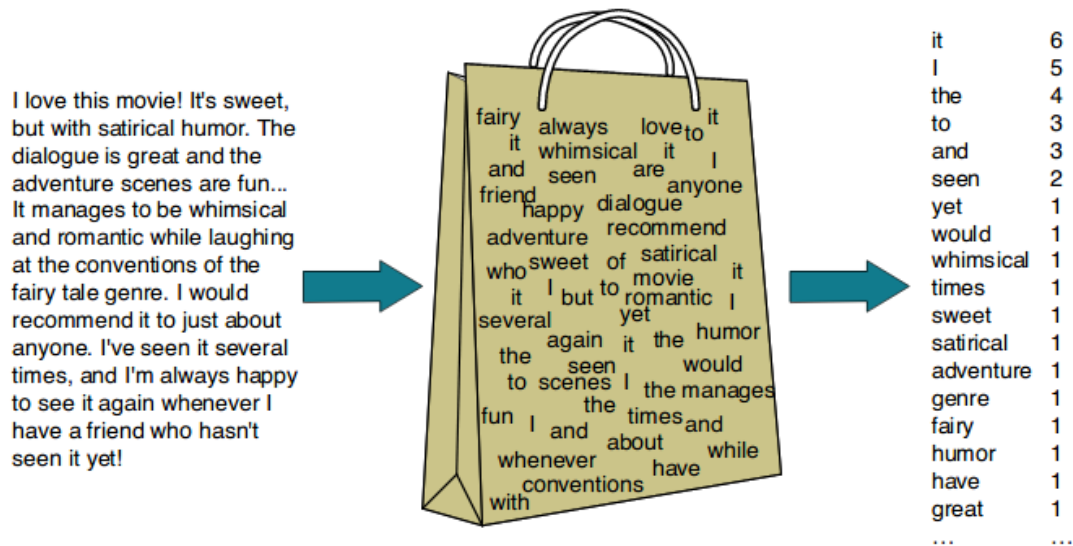 I love this movie! It's sweet,
but with satirical humor. The
dialogue is great and the
adventure scenes are fun...
It manages to be whimsical
and romantic while laughing
at the conventions of the
fairy tale genre. I would
recommend it to just about
anyone. I've seen it several
times, and I'm always happy
to see it again whenever I
have a friend who hasn't
seen it yet!
fairy always love to it
it whimsical it I
and seen are anyone
friend happy dialogue
adventure recommend
who sweet of satirical
it I but to movie it
romantic I
several yet
again it the humor
the seen would
to scenes I the manages
fun I and the times and
about while
whenever have
conventions
with
it 6
I 5
the 4
to 3
and 3
seen 2
yet 1
would 1
whimsical 1
times 1
sweet 1
satirical 1
adventure 1
genre 1
fairy 1
humor 1
have 1
great 1
... ...